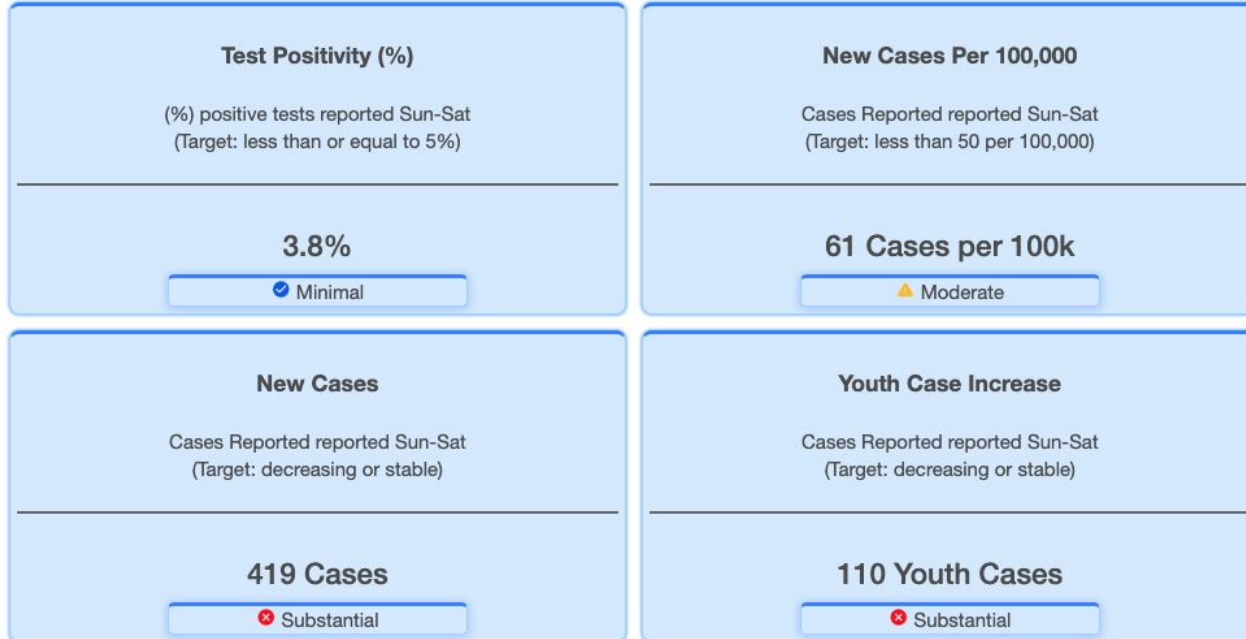 Test Positivity (%)
(%) positive tests reported Sun-Sat
(Target: less than or equal to 5%)
3.8%
Minimal
New Cases Per 100,000
Cases Reported reported Sun-Sat
(Target: less than 50 per 100,000)
61 Cases per 100k
Moderate
New Cases
Cases Reported reported Sun-Sat
(Target: decreasing or stable)
419 Cases
Substantial
Youth Case Increase
Cases Reported reported Sun-Sat
(Target: decreasing or stable)
110 Youth Cases
Substantial